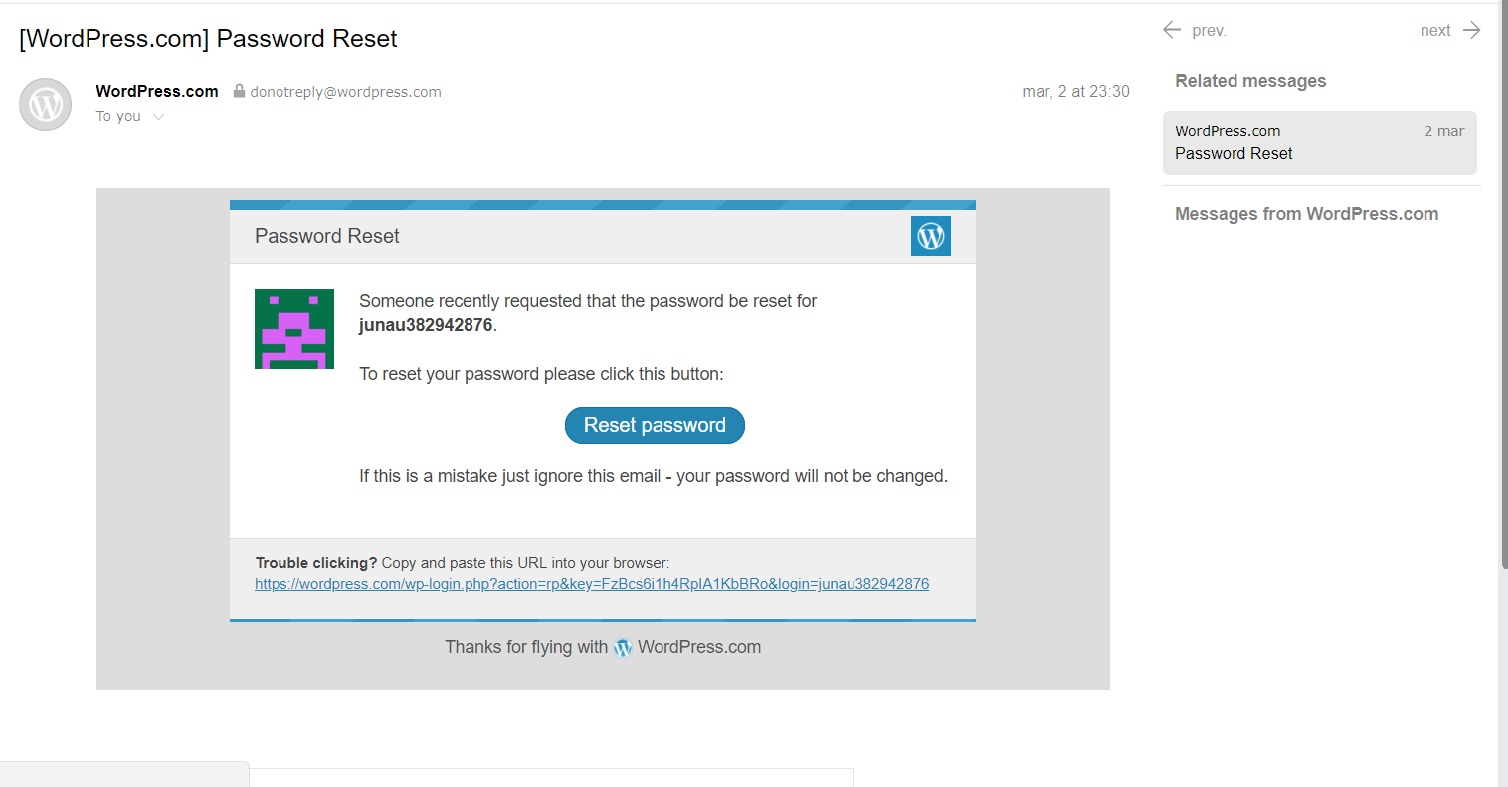 [WordPress.com] Password Reset
WordPress.com donotreply@wordpress.com mar, 2 at 23:30
To you
Password Reset
Someone recently requested that the password be reset for
junau382942876.
To reset your password please click this button:
Reset password
If this is a mistake just ignore this email - your password will not be changed.
Trouble clicking? Copy and paste this URL into your browser:
https://wordpress.com/wp-login.php?action=rp&key=FzBcs6i1h4RpIA1KbBRo&login=junau382942876
Thanks for flying with WordPress.com
prev. next
Related messages
WordPress.com 2 mar
Password Reset
Messages from WordPress.com